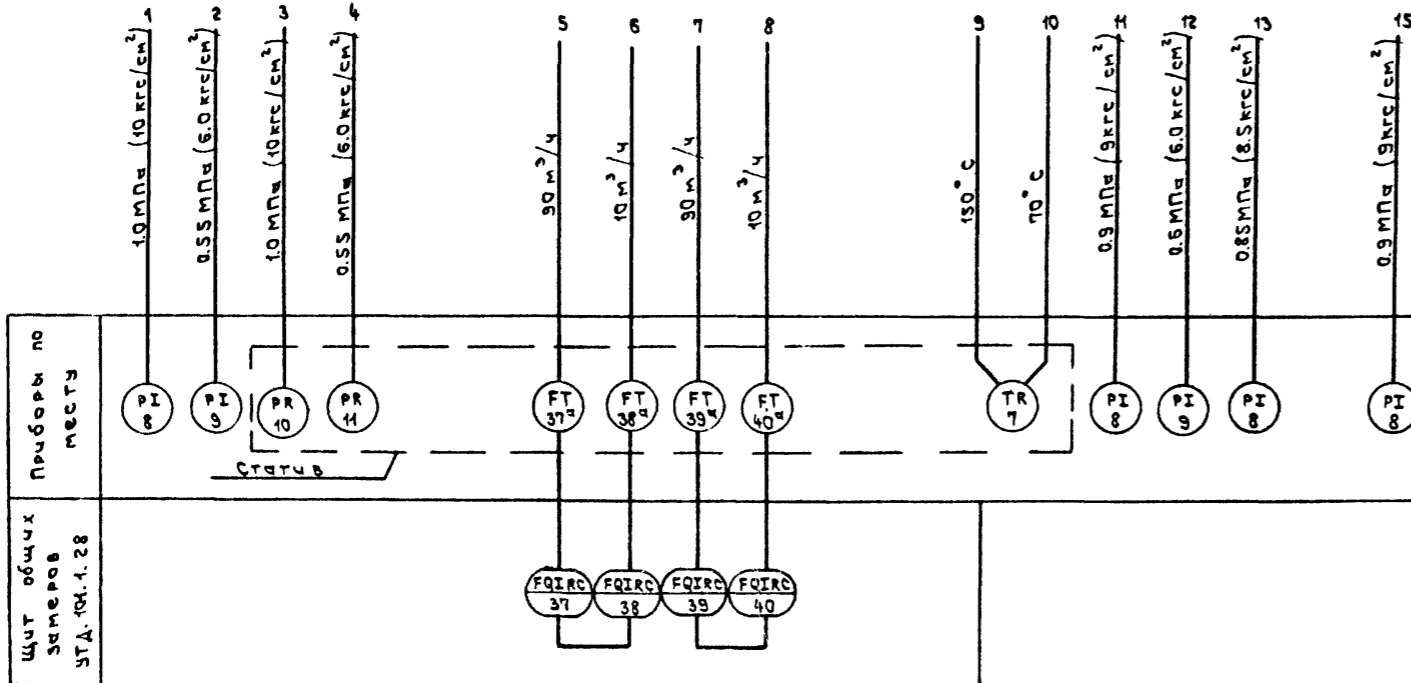 1 2 3 4 5 6 7 8 9 10 11 12 13 15
1.0 МПа (10 кгс/см²)
0.55 МПа (6.0 кгс/см²)
1.0 МПа (10 кгс/см²)
0.55 МПа (6.0 кгс/см²)
90 м³/ч
10 м³/ч
90 м³/ч
10 м³/ч
150°С
70°С
0.9 МПа (9 кгс/см²)
0.6 МПа (6.0 кгс/см²)
0.85 МПа (8.5 кгс/см²)
0.9 МПа (9 кгс/см²)
Приборы по
месту
PI
8
PI
9
PR
10
PR
11
FT
37а
FT
38а
FT
39а
FT
40а
TR
7
PI
8
PI
9
PI
8
PI
8
Статив
Щит общих
замеров
FQIRC
37
FQIRC
38
FQIRC
39
FQIRC
40